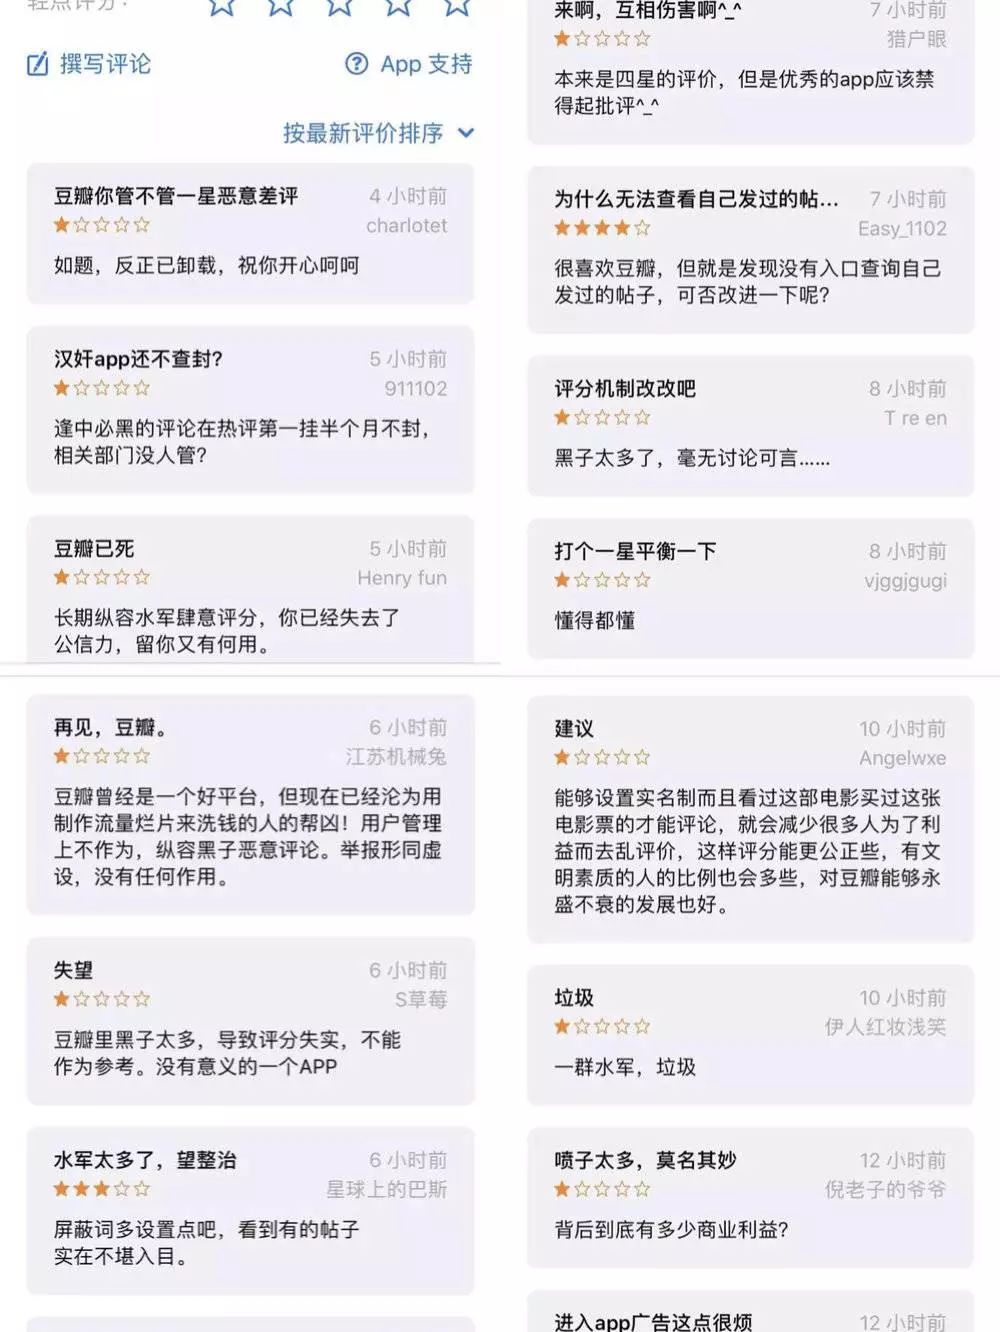 轻点评分：
撰写评论
App 支持
按最新评价排序
豆瓣你管不管一星恶意差评
4 小时前
charlotet
如题，反正已卸载，祝你开心呵呵
汉奸app还不查封？
5 小时前
911102
逢中必黑的评论在热评第一挂半个月不封，
相关部门没人管？
豆瓣已死
5 小时前
Henry fun
长期纵容水军肆意评分，你已经失去了
公信力，留你又有何用。
来啊，互相伤害啊^_^
7 小时前
猎户眼
本来是四星的评价，但是优秀的app应该禁
得起批评^_^
为什么无法查看自己发过的帖...
7 小时前
Easy_1102
很喜欢豆瓣，但就是发现没有入口查询自己
发过的帖子，可否改进一下呢？
评分机制改改吧
8 小时前
T re en
黑子太多了，毫无讨论可言……
打个一星平衡一下
8 小时前
vjggjgugi
懂得都懂
再见，豆瓣。
6 小时前
江苏机械兔
豆瓣曾经是一个好平台，但现在已经沦为用
制作流量烂片来洗钱的人的帮凶！用户管理
上不作为，纵容黑子恶意评论。举报形同虚
设，没有任何作用。
失望
6 小时前
S草莓
豆瓣里黑子太多，导致评分失实，不能
作为参考。没有意义的一个APP
水军太多了，望整治
6 小时前
星球上的巴斯
屏蔽词多设置点吧，看到有的帖子
实在不堪入目。
建议
10 小时前
Angelwxe
能够设置实名制而且看过这部电影买过这张
电影票的才能评论，就会减少很多人为了利
益而去乱评价，这样评分能更公正些，有文
明素质的人的比例也会多些，对豆瓣能够永
盛不衰的发展也好。
垃圾
10 小时前
伊人红妆浅笑
一群水军，垃圾
喷子太多，莫名其妙
12 小时前
倪老子的爷爷
背后到底有多少商业利益？
进入app广告这点很烦
12 小时前